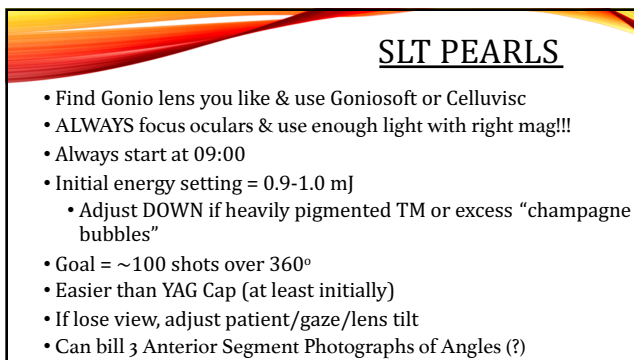 SLT PEARLS
• Find Gonio lens you like & use Goniosoft or Celluvisc
• ALWAYS focus oculars & use enough light with right mag!!!
• Always start at 09:00
• Initial energy setting = 0.9-1.0 mJ
• Adjust DOWN if heavily pigmented TM or excess “champagne
bubbles”
• Goal = ~100 shots over 360°
• Easier than YAG Cap (at least initially)
• If lose view, adjust patient/gaze/lens tilt
• Can bill 3 Anterior Segment Photographs of Angles (?)